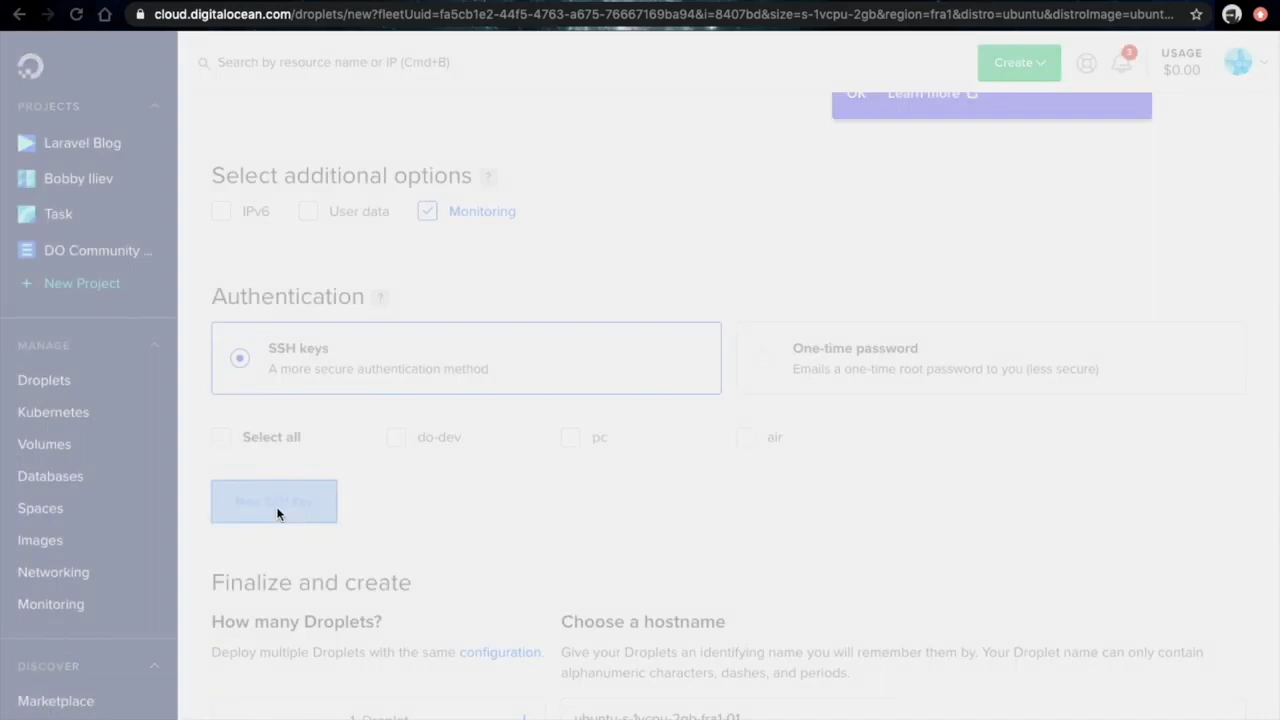 cloud.digitalocean.com/droplets/new?fleetUuid=fa5cb1e2-44f5-4763-a675-76667169ba94&i=8407bd&size=s-1vcpu-2gb&region=fra1&distro=ubuntu&distroImage=ubunt...
Search by resource name or IP (Cmd+B)
Create
3
USAGE
$0.00
PROJECTS
Laravel Blog
Bobby Iliev
Task
DO Community ...
+ New Project
MANAGE
Droplets
Kubernetes
Volumes
Databases
Spaces
Images
Networking
Monitoring
DISCOVER
Marketplace
OK Learn more
Select additional options ?
IPv6 User data Monitoring
Authentication ?
SSH keys
A more secure authentication method
One-time password
Emails a one-time root password to you (less secure)
Select all do-dev pc air
New SSH Key
Finalize and create
How many Droplets?
Deploy multiple Droplets with the same configuration.
Choose a hostname
Give your Droplets an identifying name you will remember them by. Your Droplet name can only contain
alphanumeric characters, dashes, and periods.
1 Droplet +
ubuntu-s-1vcpu-2gb-fra1-01